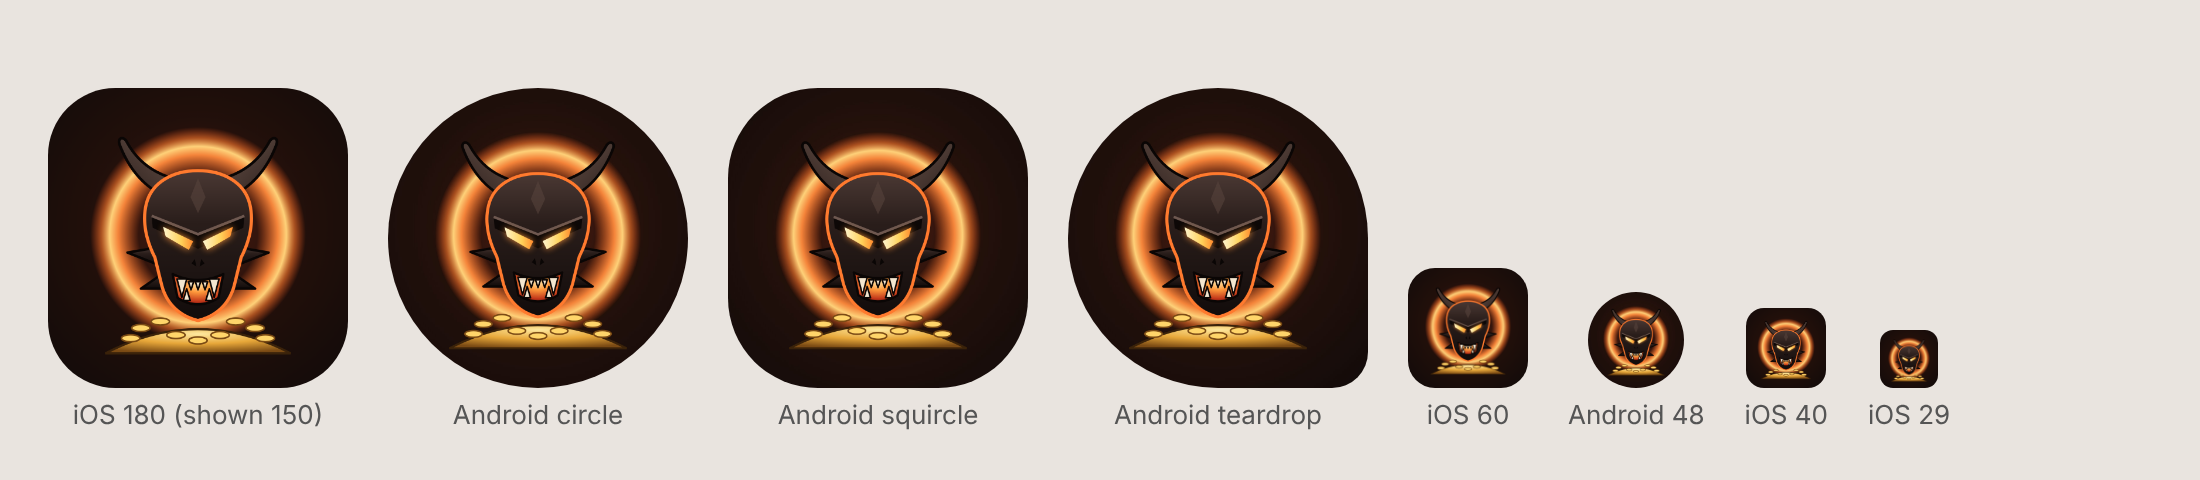 iOS 180 (shown 150)
Android circle
Android squircle
Android teardrop
iOS 60
Android 48
iOS 40
iOS 29